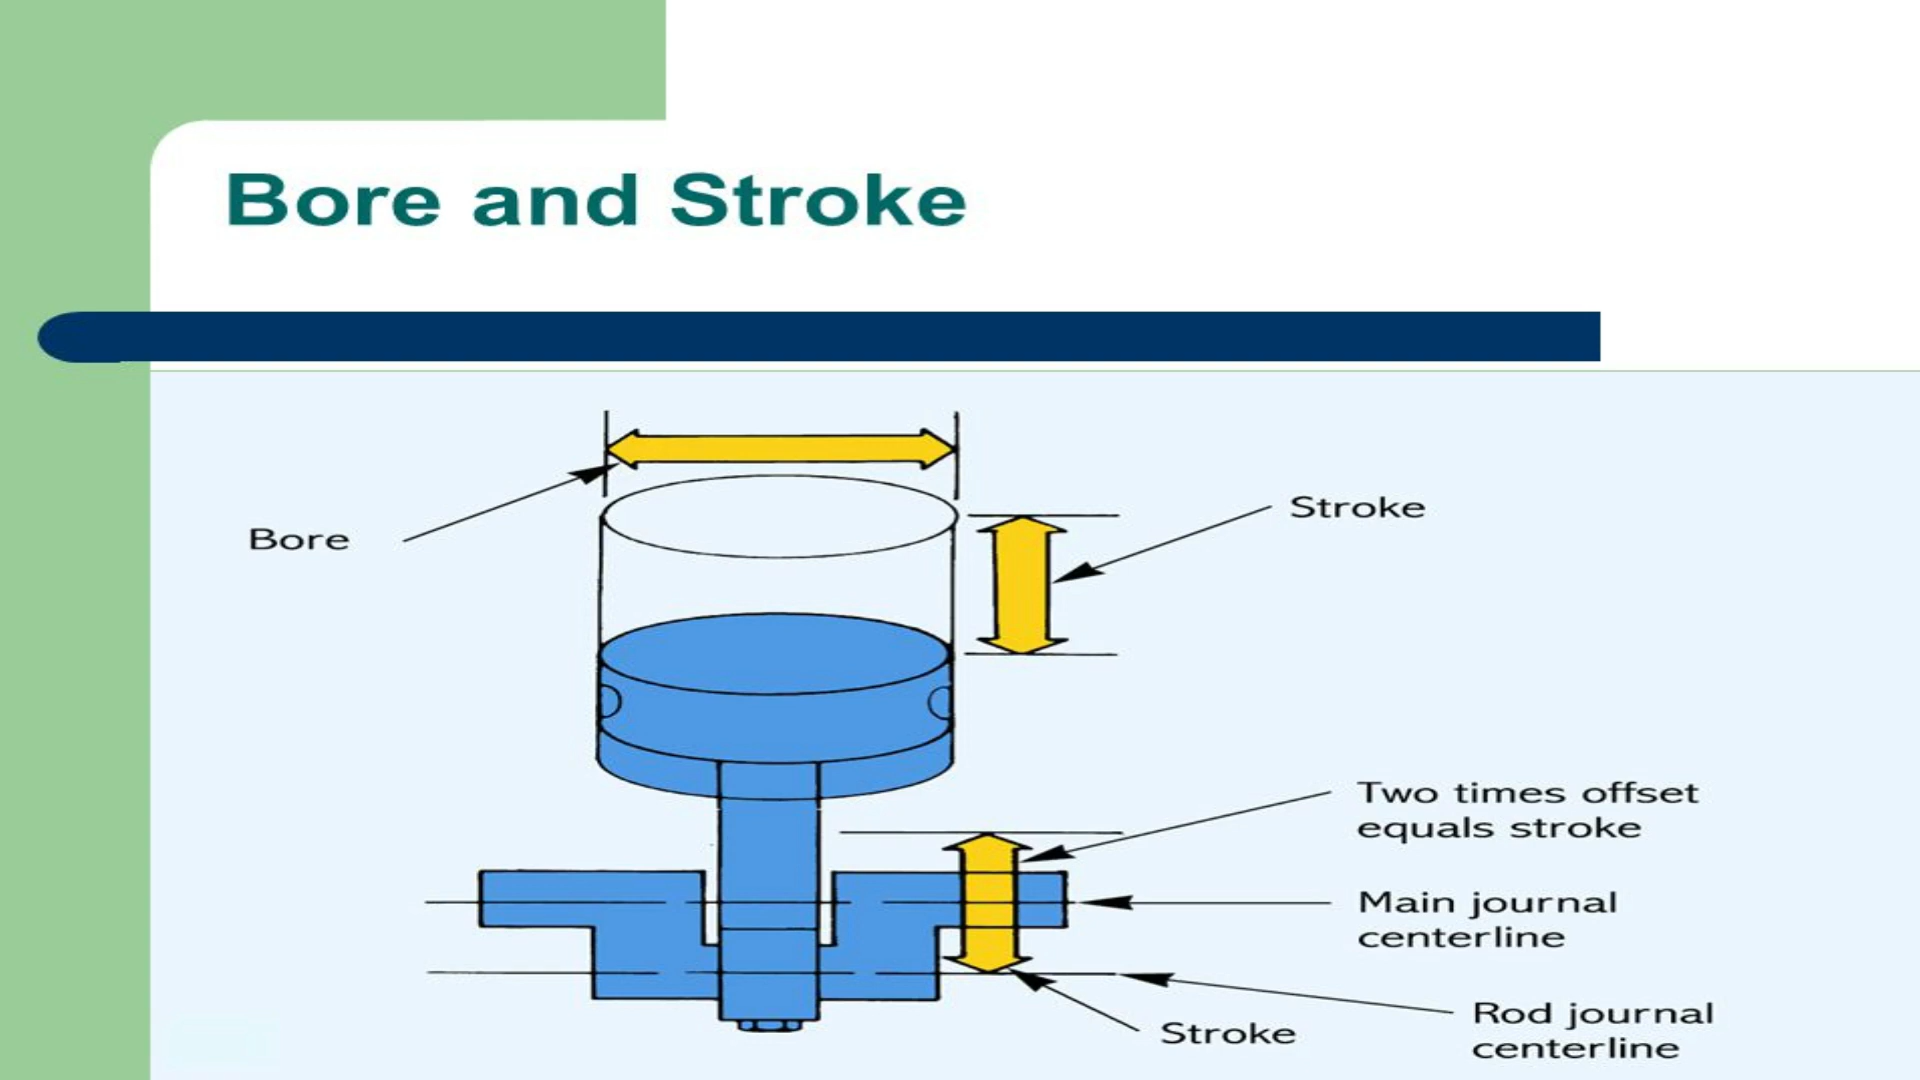 Bore and Stroke
Bore
Stroke
Two times offset
equals stroke
Main journal
centerline
Rod journal
centerline
Stroke